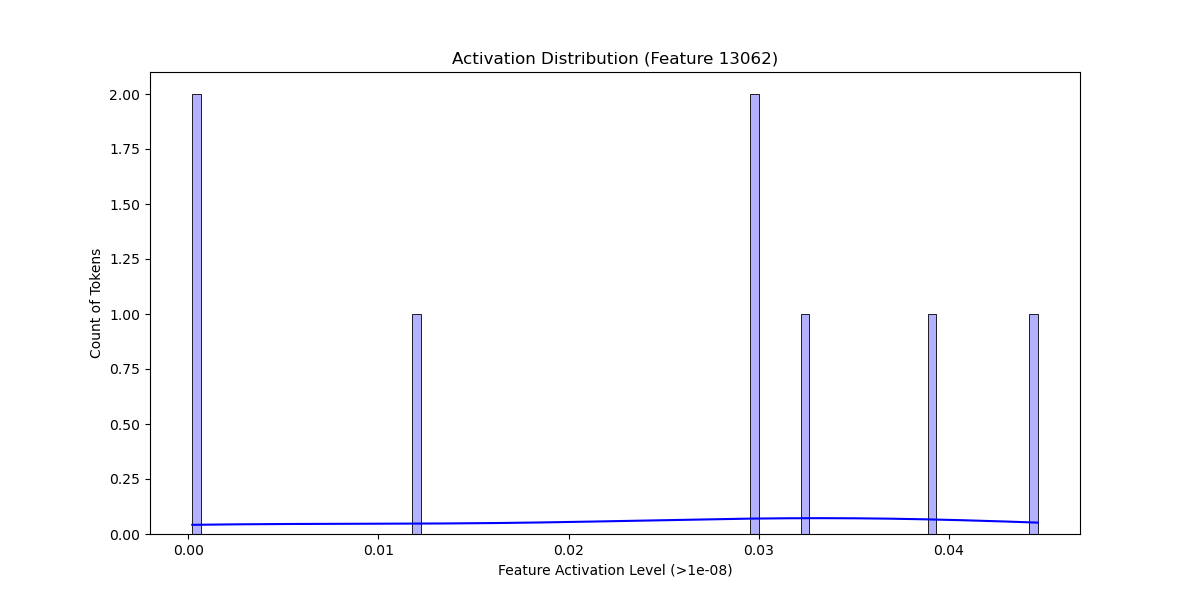 Activation Distribution (Feature 13062)
2.00
1.75
1.50
1.25
1.00
0.75
0.50
0.25
0.00
Count of Tokens
0.00 0.01 0.02 0.03 0.04
Feature Activation Level (>1e-08)